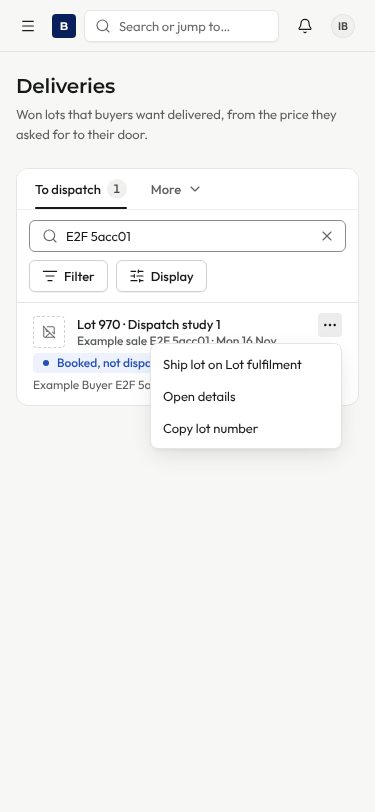 B
Search or jump to…
IB
Deliveries
Won lots that buyers want delivered, from the price they
asked for to their door.
To dispatch 1
More
E2F 5acc01
Filter
Display
Lot 970 · Dispatch study 1
Example sale E2F 5acc01 · Mon 16 Nov
Booked, not dispa
Example Buyer E2F 5a
Ship lot on Lot fulfilment
Open details
Copy lot number